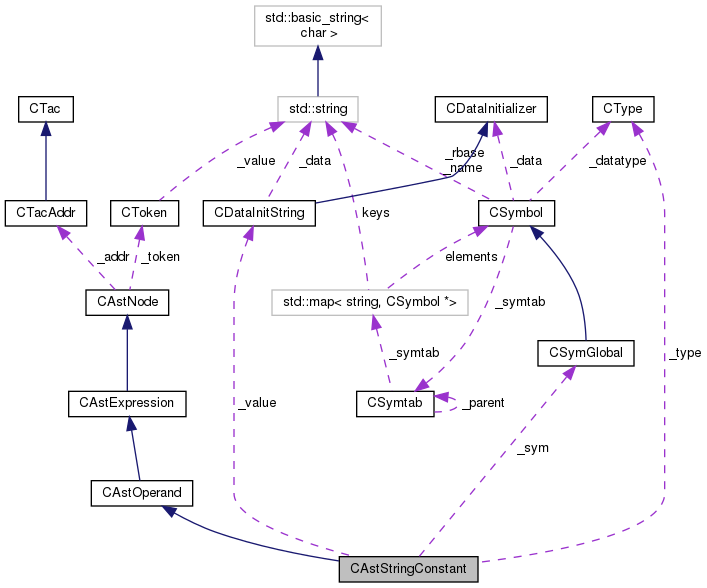 std::basic_string<
char >
CTac
std::string
CDataInitializer
CType
_value
_data
_rbase
_name
_data
_datatype
CTacAddr
CToken
CDataInitString
keys
CSymbol
_addr
_token
elements
CAstNode
std::map< string, CSymbol *>
_symtab
_symtab
CSymGlobal
_type
CAstExpression
_value
CSymtab
_parent
_sym
CAstOperand
CAstStringConstant